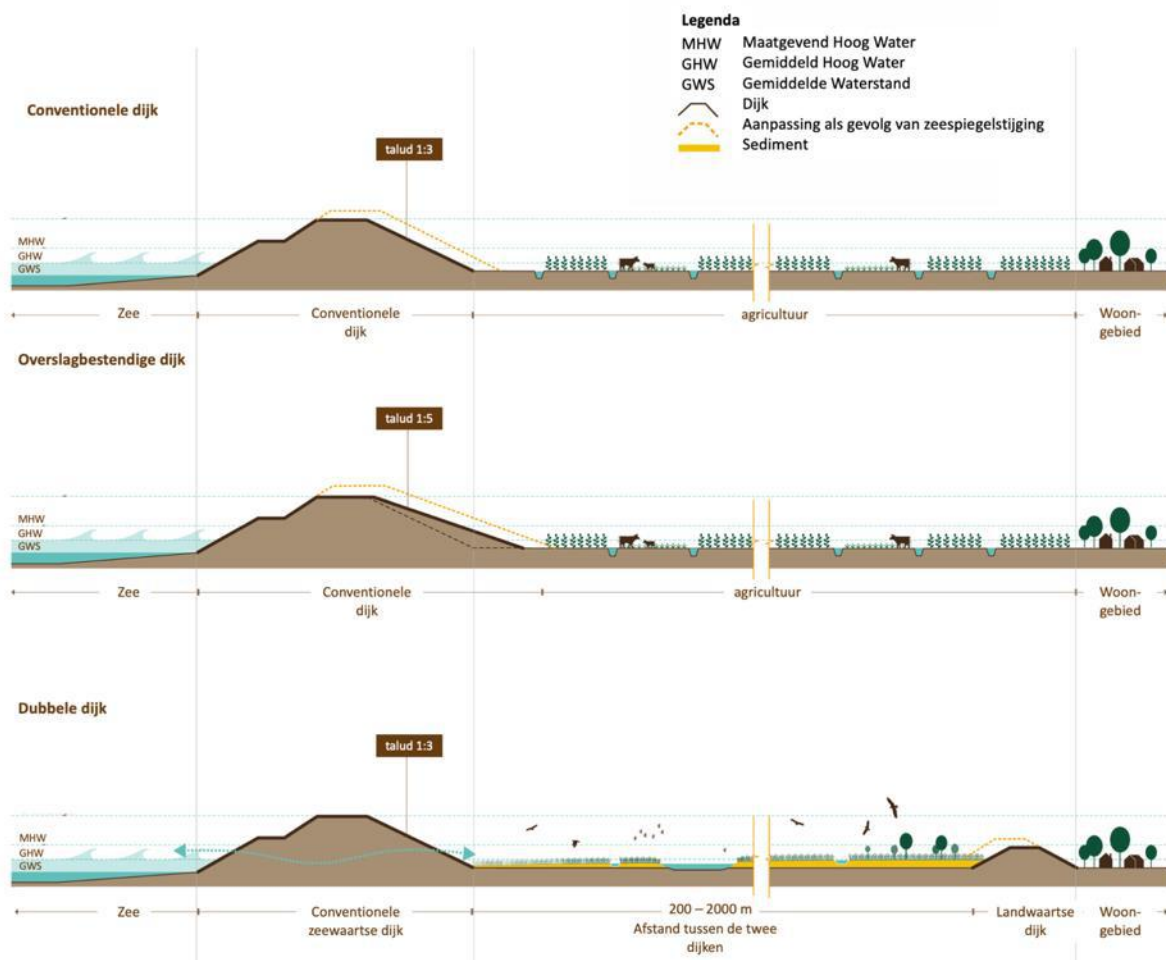 Legenda
MHW Maatgevend Hoog Water
GHW Gemiddeld Hoog Water
GWS Gemiddelde Waterstand
Dijk
Aanpassing als gevolg van zeespiegelstijging
Sediment
Conventionele dijk
talud 1:3
MHW
GHW
GWS
Zee
Conventionele
dijk
agricultuur
Woon-
gebied
Overslagbestendige dijk
talud 1:5
MHW
GHW
GWS
Zee
Conventionele
dijk
agricultuur
Woon-
gebied
Dubbele dijk
talud 1:3
MHW
GHW
GWS
Zee
Conventionele
zeewaartse dijk
200 – 2000 m
Afstand tussen de twee
dijken
Landwaartse
dijk
Woon-
gebied